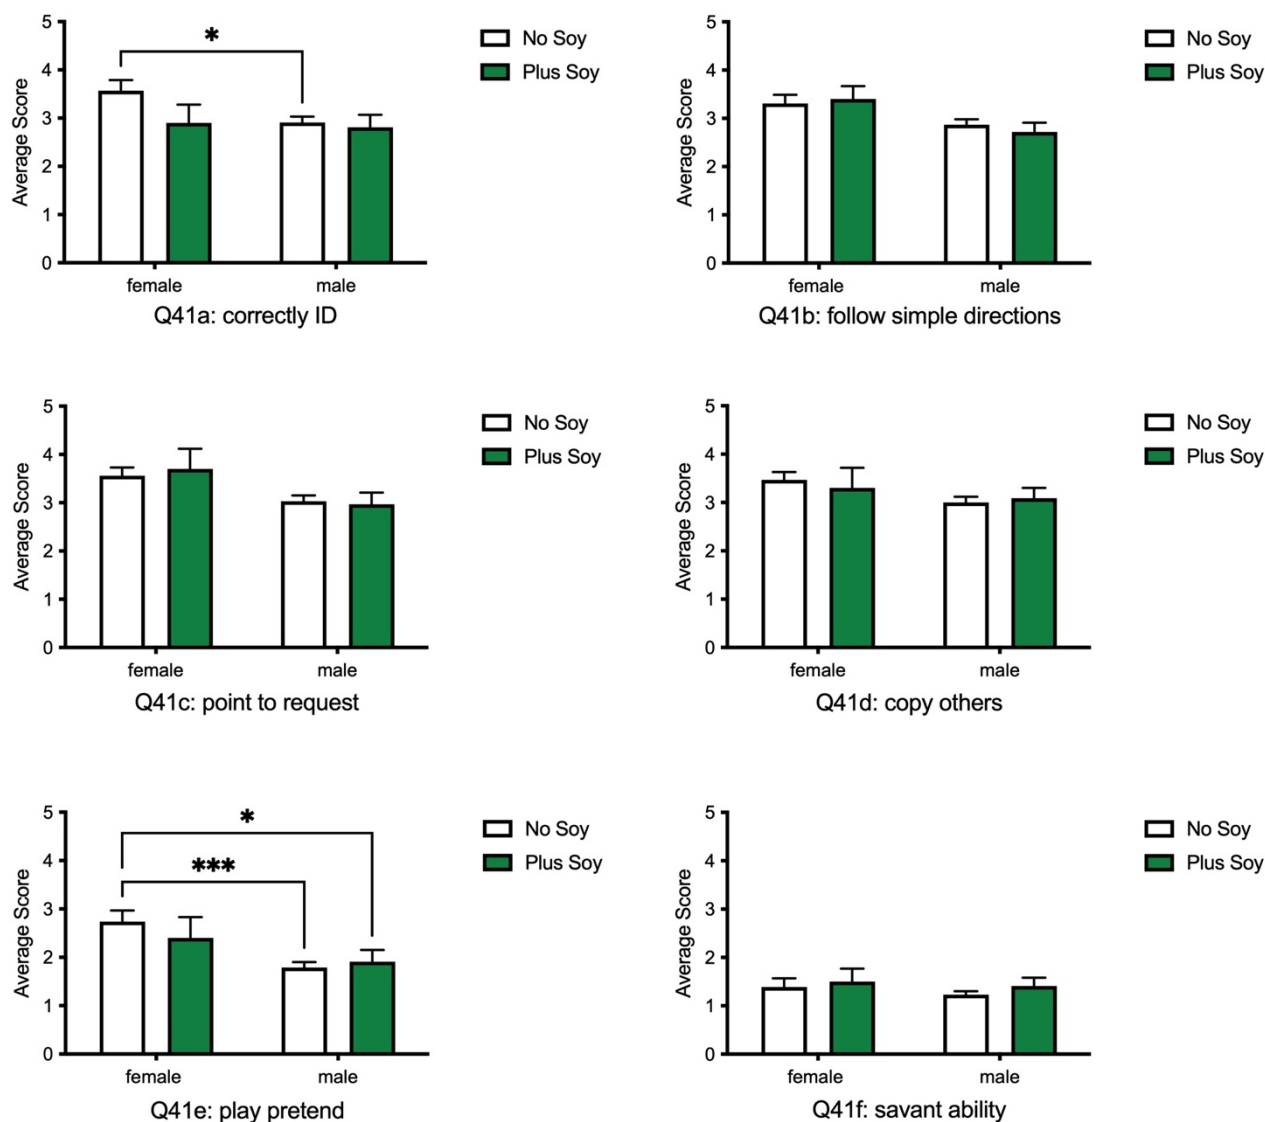 5
4
3
2
1
0
Average Score
*
female
male
Q41a: correctly ID
No Soy
Plus Soy
5
4
3
2
1
0
Average Score
female
male
Q41b: follow simple directions
No Soy
Plus Soy
5
4
3
2
1
0
Average Score
female
male
Q41c: point to request
No Soy
Plus Soy
5
4
3
2
1
0
Average Score
female
male
Q41d: copy others
No Soy
Plus Soy
5
4
3
2
1
0
Average Score
*
***
female
male
Q41e: play pretend
No Soy
Plus Soy
5
4
3
2
1
0
Average Score
female
male
Q41f: savant ability
No Soy
Plus Soy